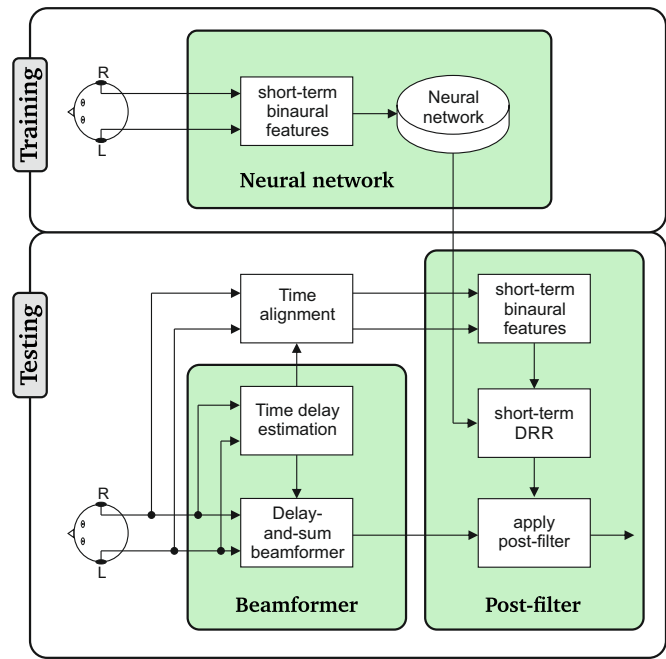 Training
R
L
short-term
binaural
features
Neural
network
Neural network
Testing
Time
alignment
short-term
binaural
features
Time delay
estimation
short-term
DRR
R
L
Delay-
and-sum
beamformer
apply
post-filter
Beamformer
Post-filter